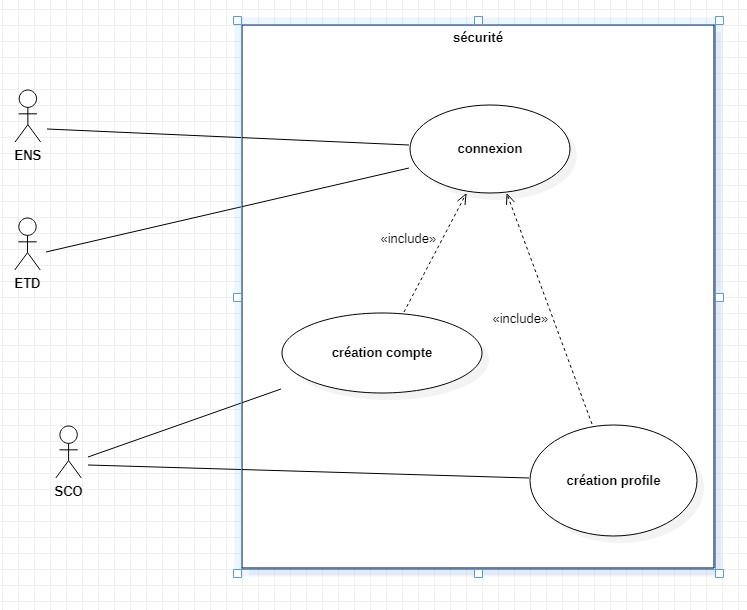 sécurité
ENS
connexion
«include»
ETD
«include»
création compte
SCO
création profile